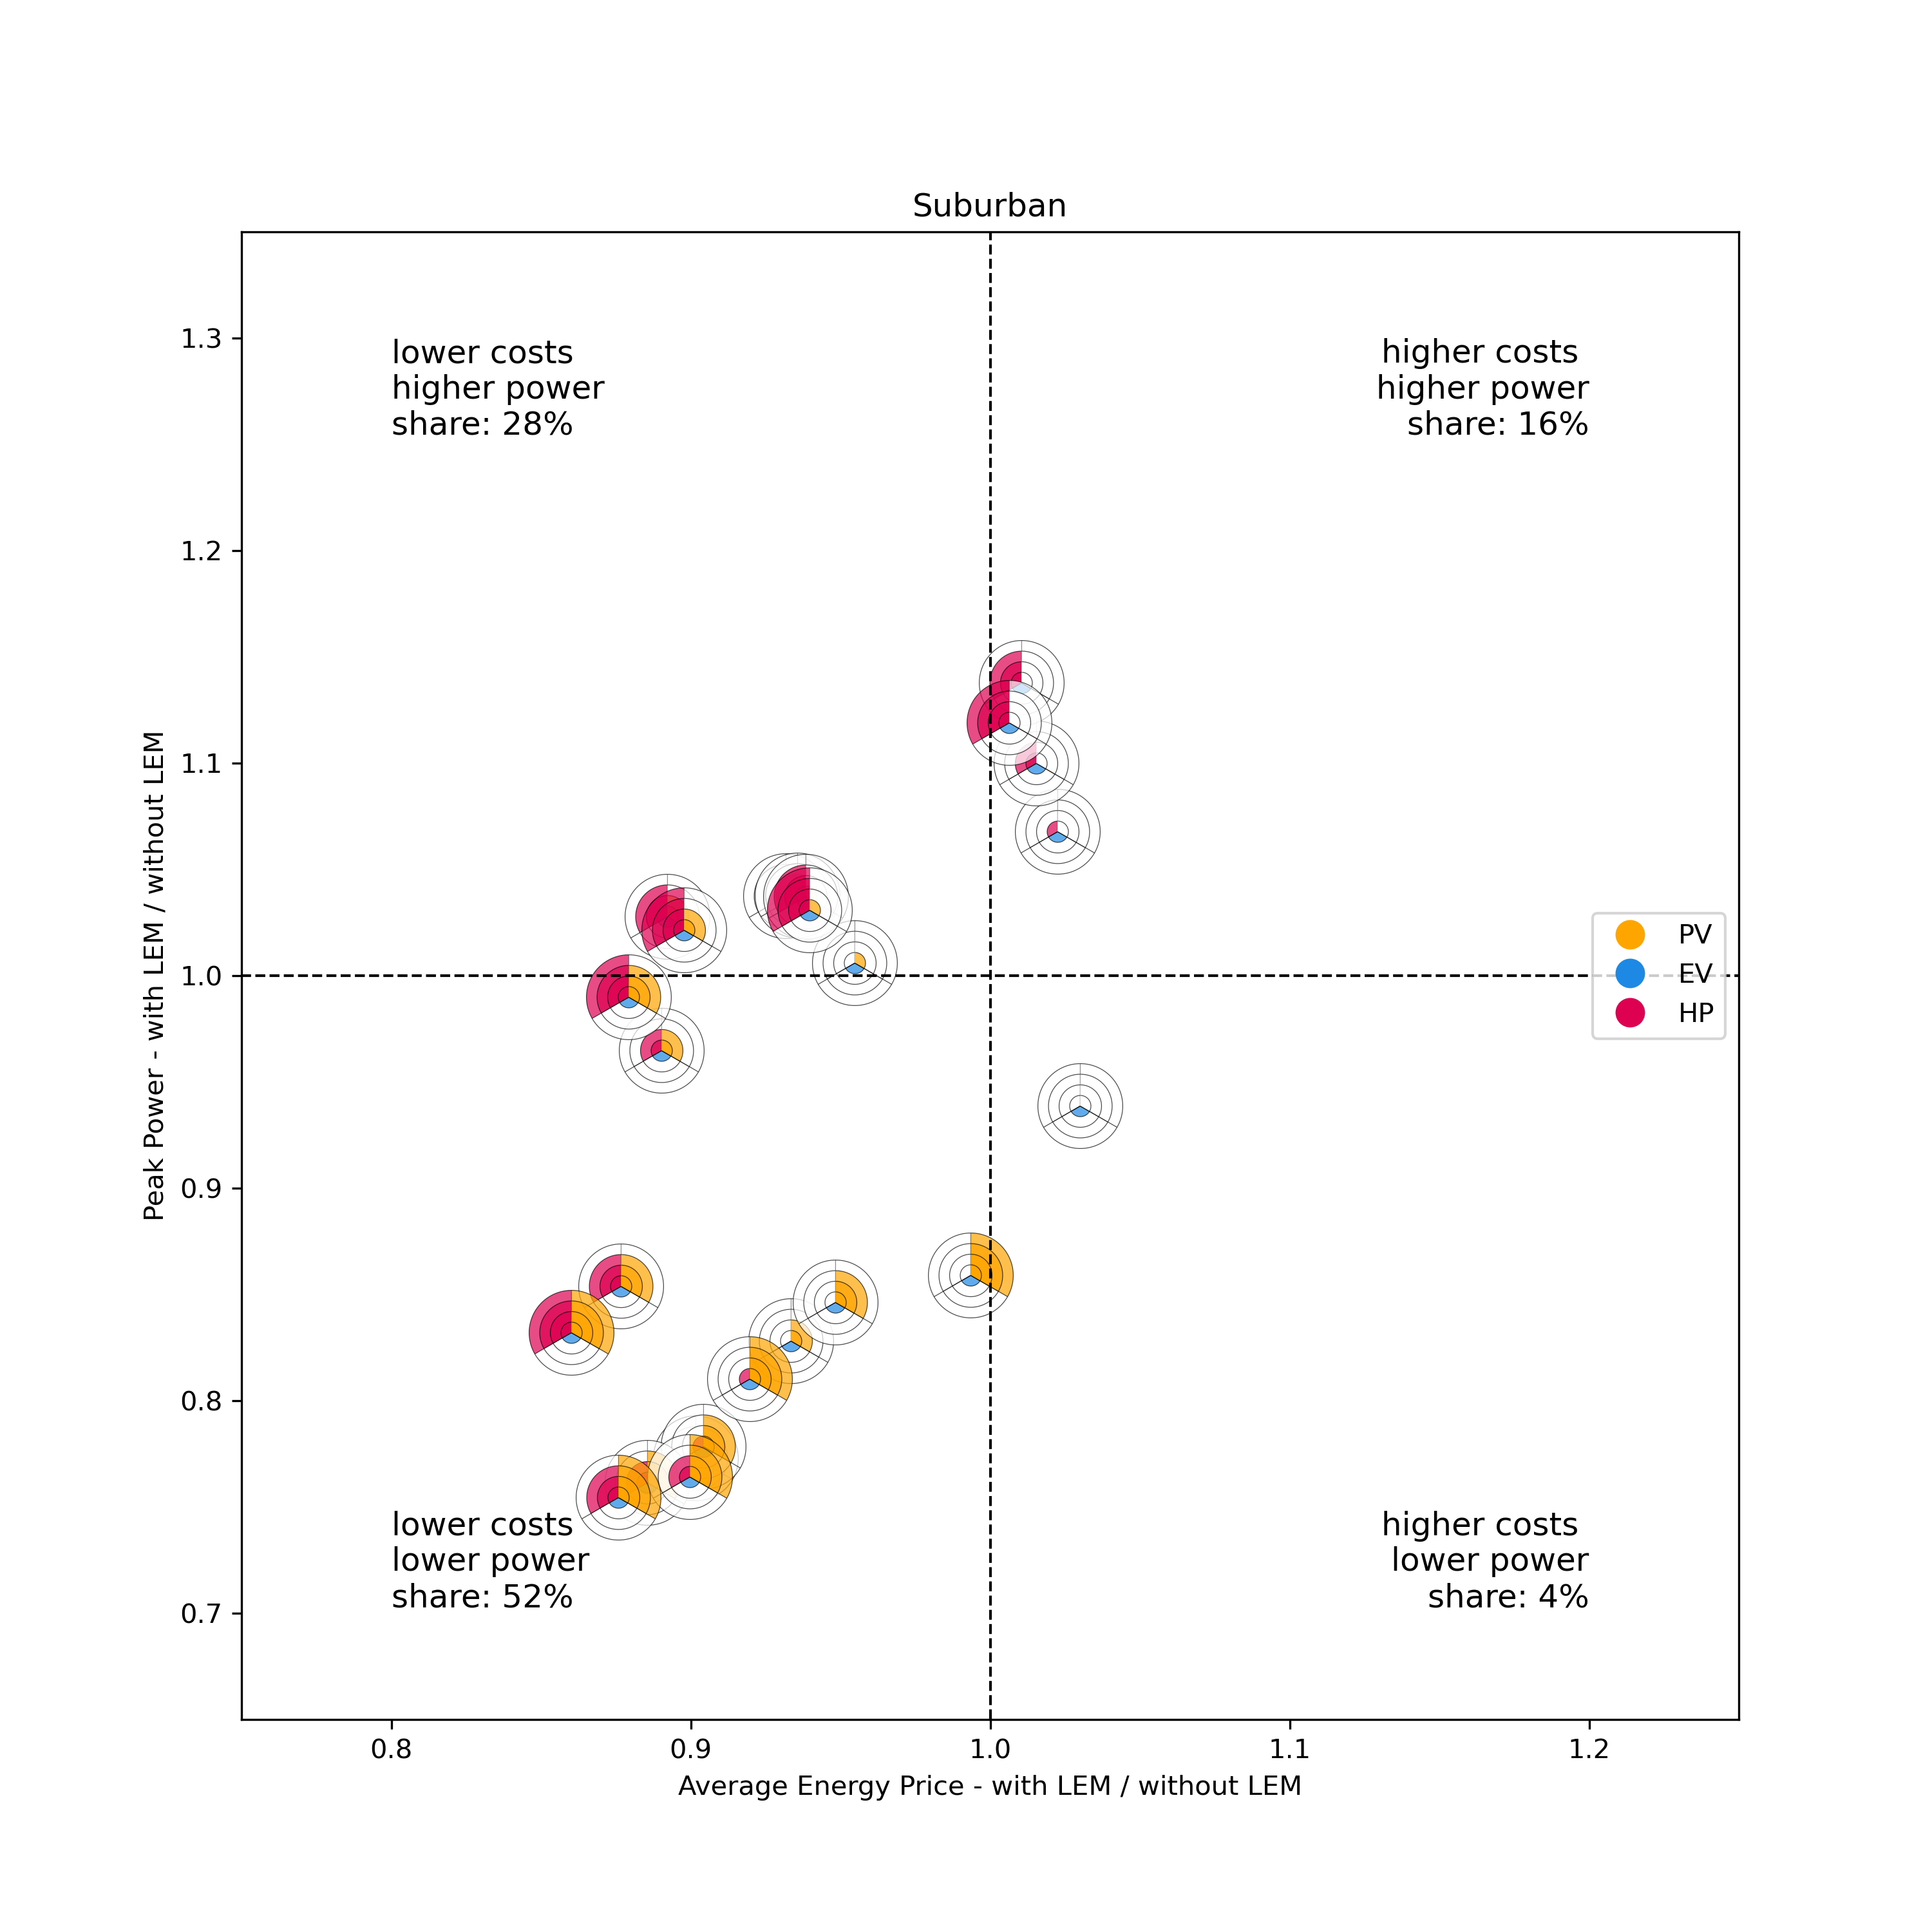 Suburban
lower costs
higher power
share: 28%
higher costs
higher power
share: 16%
1.3
1.2
1.1
1.0
0.9
0.8
0.7
Peak Power - with LEM / without LEM
PV
EV
HP
lower costs
lower power
share: 52%
higher costs
lower power
share: 4%
0.8
0.9
1.0
1.1
1.2
Average Energy Price - with LEM / without LEM